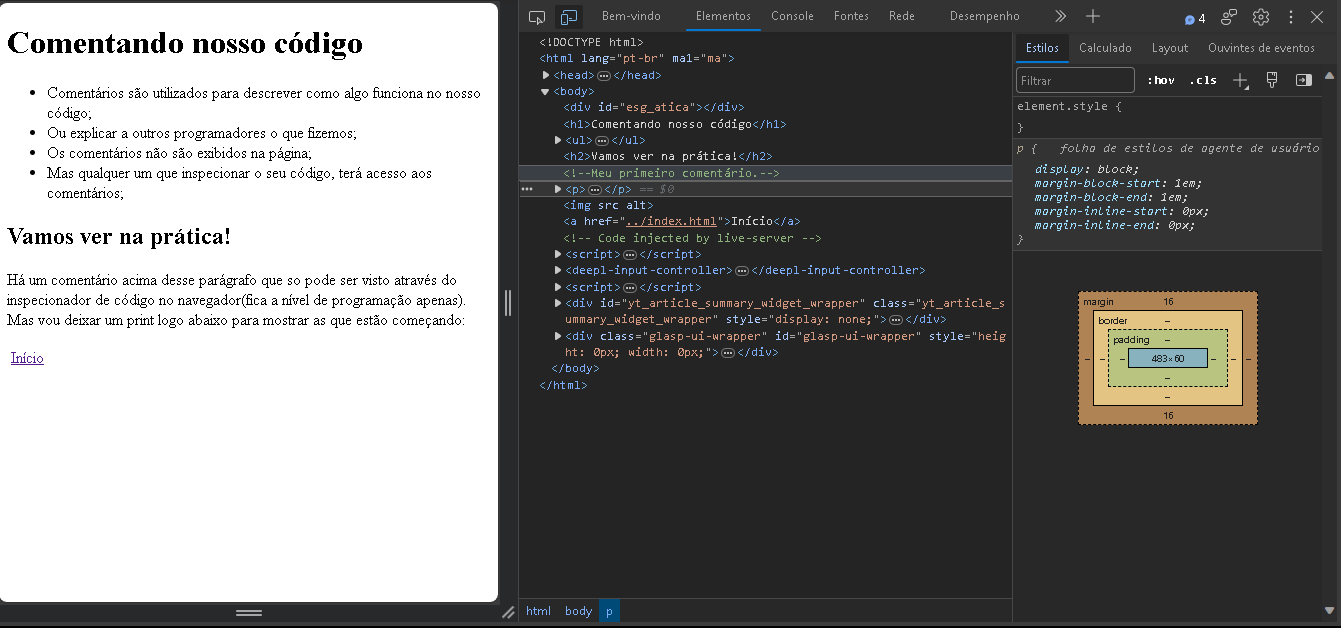 Comentando nosso código
Comentários são utilizados para descrever como algo funciona no nosso
código;
Ou explicar a outros programadores o que fizemos;
Os comentários não são exibidos na página;
Mas qualquer um que inspecionar o seu código, terá acesso aos
comentários;
Vamos ver na prática!
Há um comentário acima desse parágrafo que so pode ser visto através do
inspecionador de código no navegador(fica a nível de programação apenas).
Mas vou deixar um print logo abaixo para mostrar as que estão começando:
Início
Bem-vindo Elementos Console Fontes Rede Desempenho 4
<!DOCTYPE html>
<html lang="pt-br" mal="ma">
<head>…</head>
<body>
<div id="esg_atica"></div>
<h1>Comentando nosso código</h1>
<ul>…</ul>
<h2>Vamos ver na prática!</h2>
<!--Meu primeiro comentário.-->
<p>…</p> == $0
<img src alt>
<a href="../index.html">Início</a>
<!-- Code injected by live-server -->
<script>…</script>
<deepl-input-controller>…</deepl-input-controller>
<script>…</script>
<div id="yt_article_summary_widget_wrapper" class="yt_article_s
ummary_widget_wrapper" style="display: none;">…</div>
<div class="glasp-ui-wrapper" id="glasp-ui-wrapper" style="heig
ht: 0px; width: 0px;">…</div>
</body>
</html>
html body p
Estilos Calculado Layout Ouvintes de eventos
Filtrar :hov .cls
element.style {
}
p { folha de estilos de agente de usuário
display: block;
margin-block-start: 1em;
margin-block-end: 1em;
margin-inline-start: 0px;
margin-inline-end: 0px;
}
margin 16
border –
padding –
– – – 483×60 – – –
–
–
16